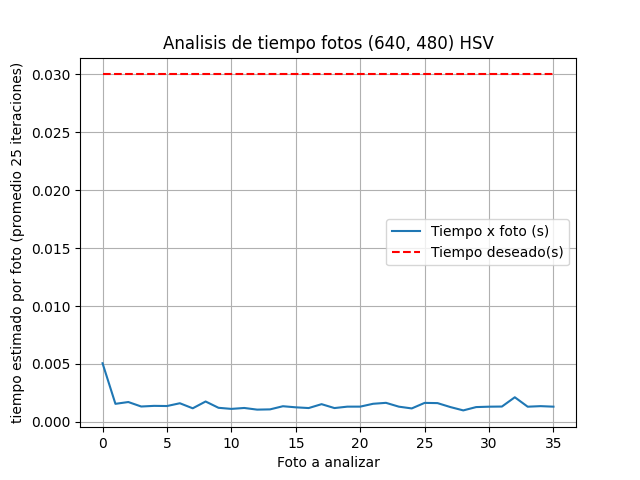 Analisis de tiempo fotos (640, 480) HSV
tiempo estimado por foto (promedio 25 iteraciones)
0.030
0.025
0.020
0.015
0.010
0.005
0.000
Tiempo x foto (s)
Tiempo deseado(s)
0 5 10 15 20 25 30 35
Foto a analizar